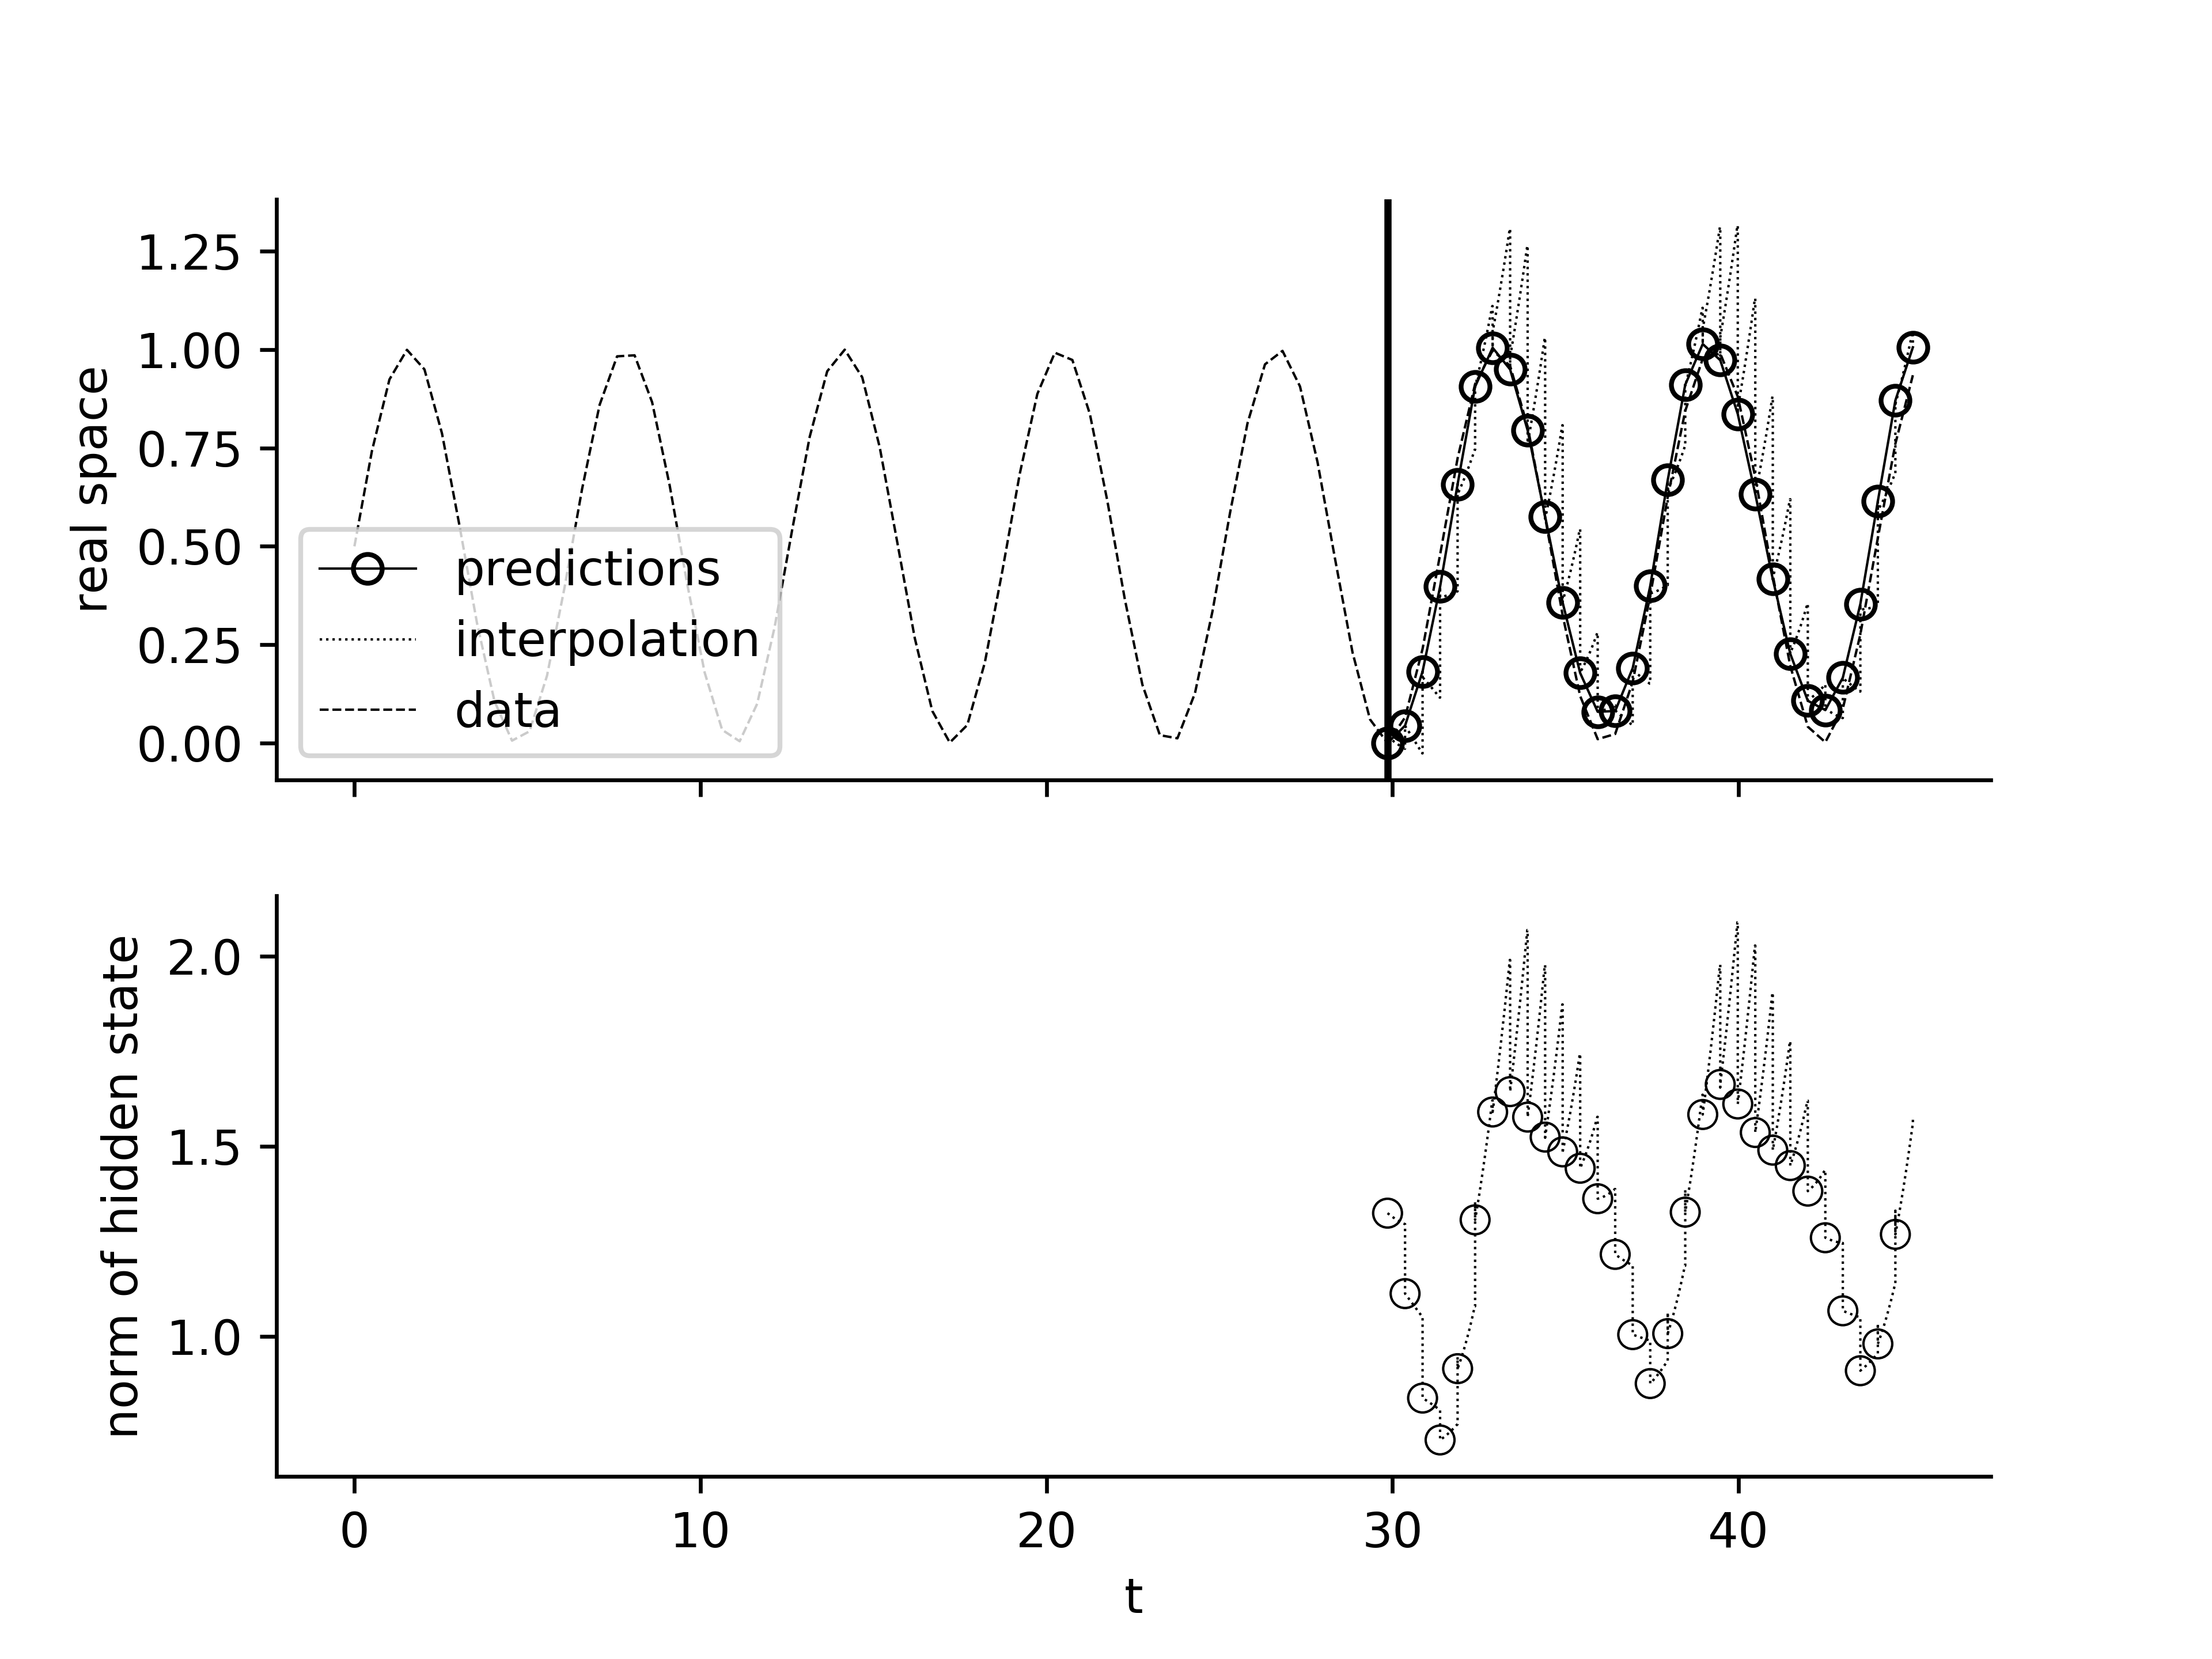 1.25
1.00
0.75
0.50
0.25
0.00
real space
predictions
interpolation
data
2.0
1.5
1.0
norm of hidden state
0 10 20 30 40
t